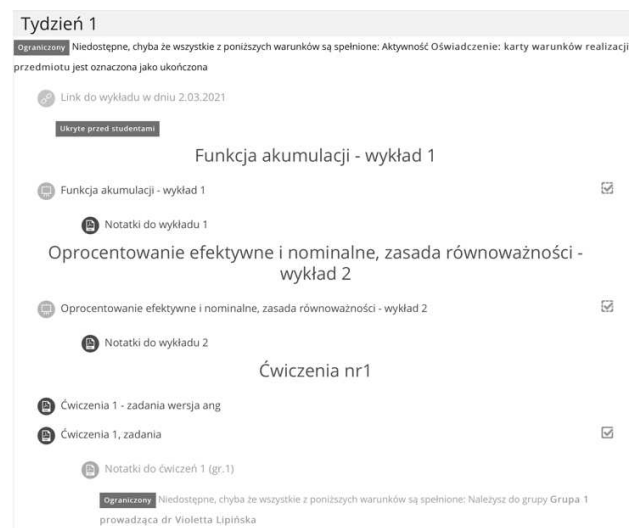 Tydzień 1
Ograniczony Niedostępne, chyba że wszystkie z poniższych warunków są spełnione: Aktywność Oświadczenie: karty warunków realizacji
przedmiotu jest oznaczona jako ukończona
Link do wykładu w dniu 2.03.2021
Ukryte przed studentami
Funkcja akumulacji - wykład 1
Funkcja akumulacji - wykład 1
Notatki do wykładu 1
Oprocentowanie efektywne i nominalne, zasada równoważności -
wykład 2
Oprocentowanie efektywne i nominalne, zasada równoważności - wykład 2
Notatki do wykładu 2
Ćwiczenia nr1
Ćwiczenia 1 - zadania wersja ang
Ćwiczenia 1, zadania
Notatki do ćwiczeń 1 (gr.1)
Ograniczony Niedostępne, chyba że wszystkie z poniższych warunków są spełnione: Należysz do grupy Grupa 1
prowadząca dr Violetta Lipińska